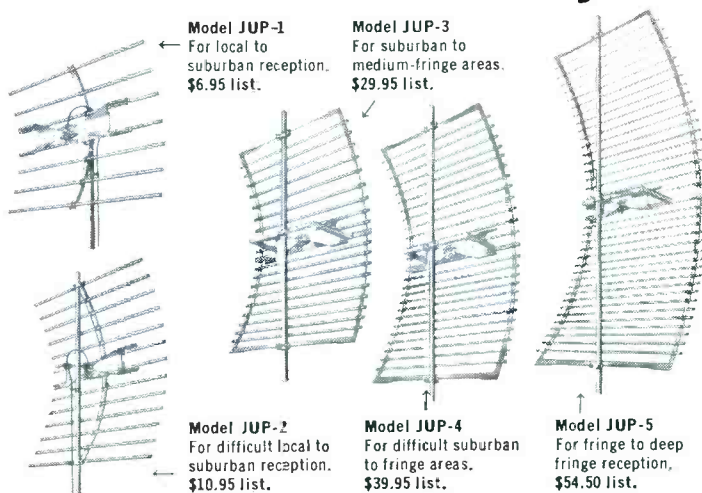 Model JUP-1
For local to
suburban reception.
$6.95 list.
Model JUP-3
For suburban to
medium-fringe areas.
$29.95 list.
Model JUP-2
For difficult local to
suburban reception.
$10.95 list.
Model JUP-4
For difficult suburban
to fringe areas.
$39.95 list.
Model JUP-5
For fringe to deep
fringe reception.
$54.50 list.